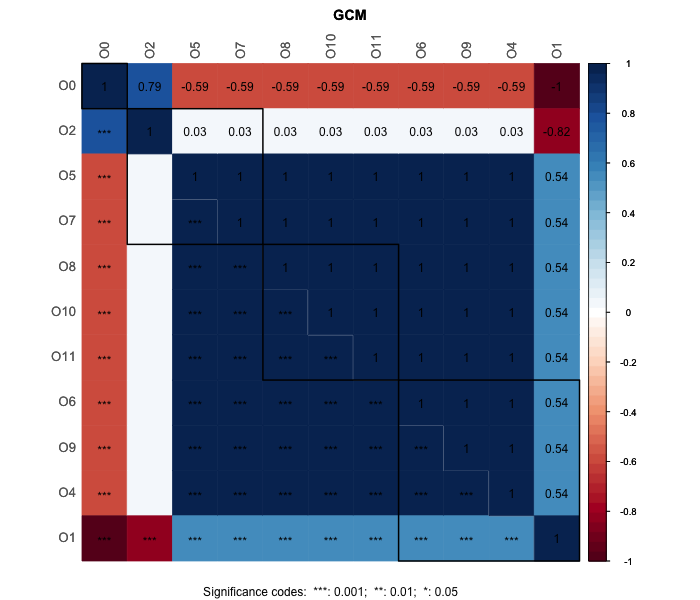 GCM
O0 O2 O5 O7 O8 O10 O11 O6 O9 O4 O1
O0 1 0.79 -0.59 -0.59 -0.59 -0.59 -0.59 -0.59 -0.59 -0.59 -1 1
O2 *** 1 0.03 0.03 0.03 0.03 0.03 0.03 0.03 0.03 -0.82 0.8
O5 *** 1 1 1 1 1 1 1 1 0.54 0.6
O7 *** *** 1 1 1 1 1 1 1 0.54 0.4
O8 *** *** *** 1 1 1 1 1 1 0.54 0.2
O10 *** *** *** *** 1 1 1 1 1 0.54 0
O11 *** *** *** *** *** 1 1 1 1 0.54 -0.2
O6 *** *** *** *** *** *** 1 1 1 0.54 -0.4
O9 *** *** *** *** *** *** *** 1 1 0.54 -0.6
O4 *** *** *** *** *** *** *** *** 1 0.54 -0.8
O1 *** *** *** *** *** *** *** *** *** *** 1 -1
Significance codes: ***: 0.001; **: 0.01; *: 0.05